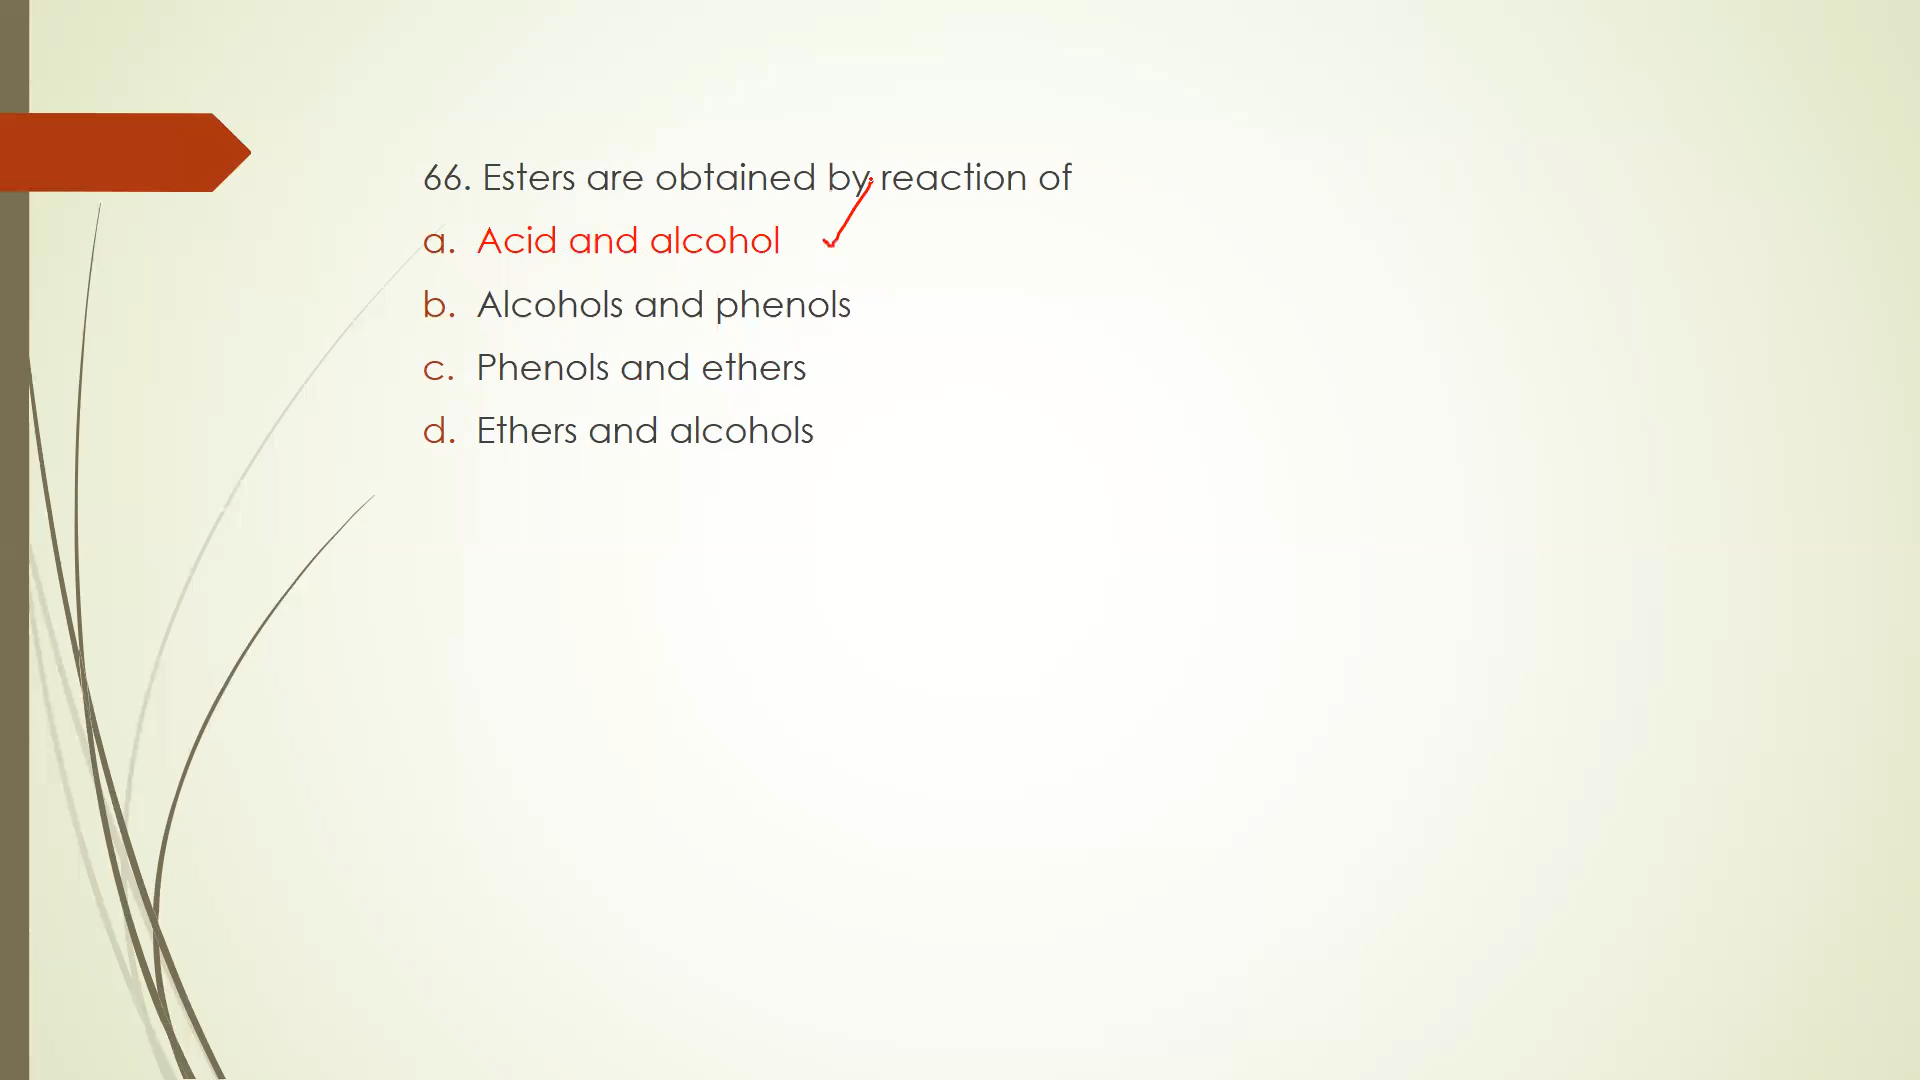 66. Esters are obtained by reaction of
a. Acid and alcohol
b. Alcohols and phenols
c. Phenols and ethers
d. Ethers and alcohols